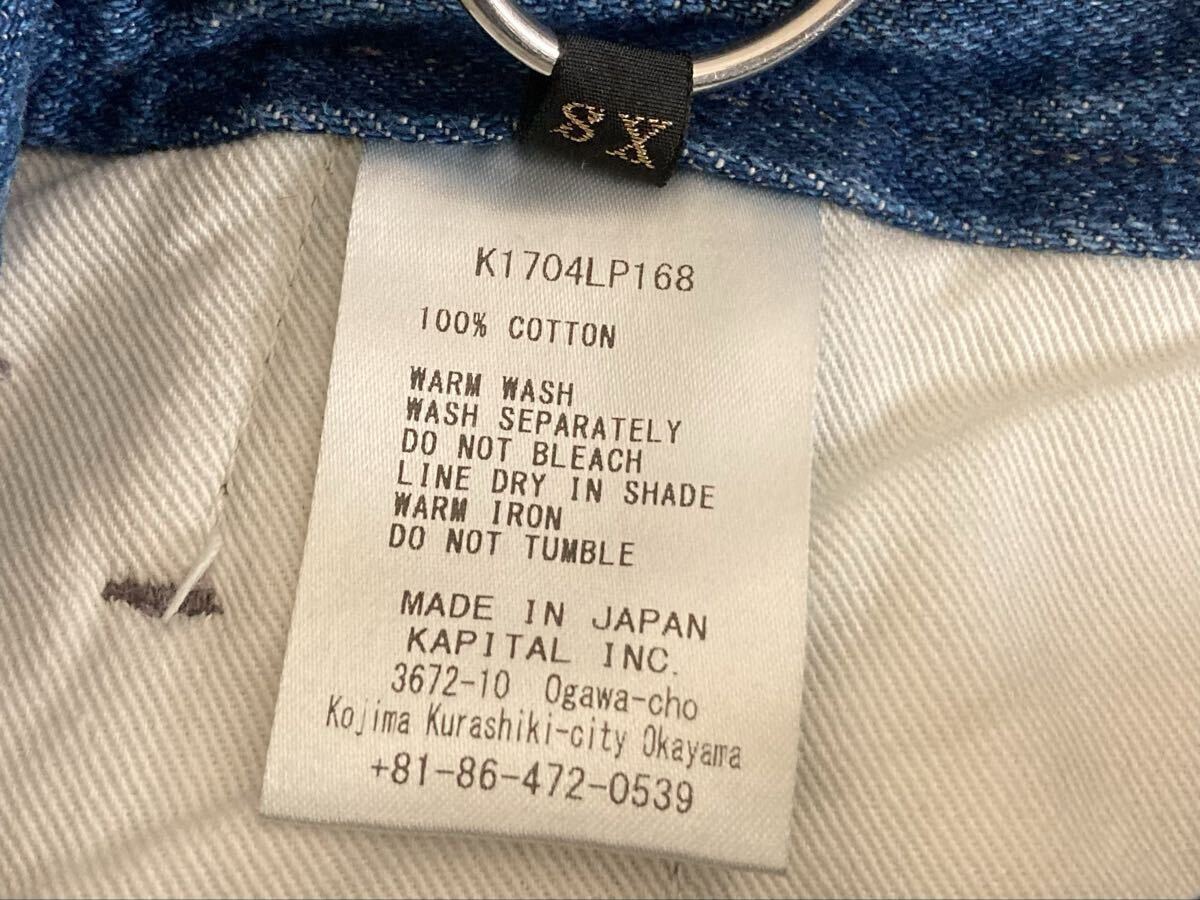 XS
K1704LP168
100% COTTON
WARM WASH
WASH SEPARATELY
DO NOT BLEACH
LINE DRY IN SHADE
WARM IRON
DO NOT TUMBLE
MADE IN JAPAN
KAPITAL INC.
3672-10 Ogawa-cho
Kojima Kurashiki-city Okayama
+81-86-472-0539